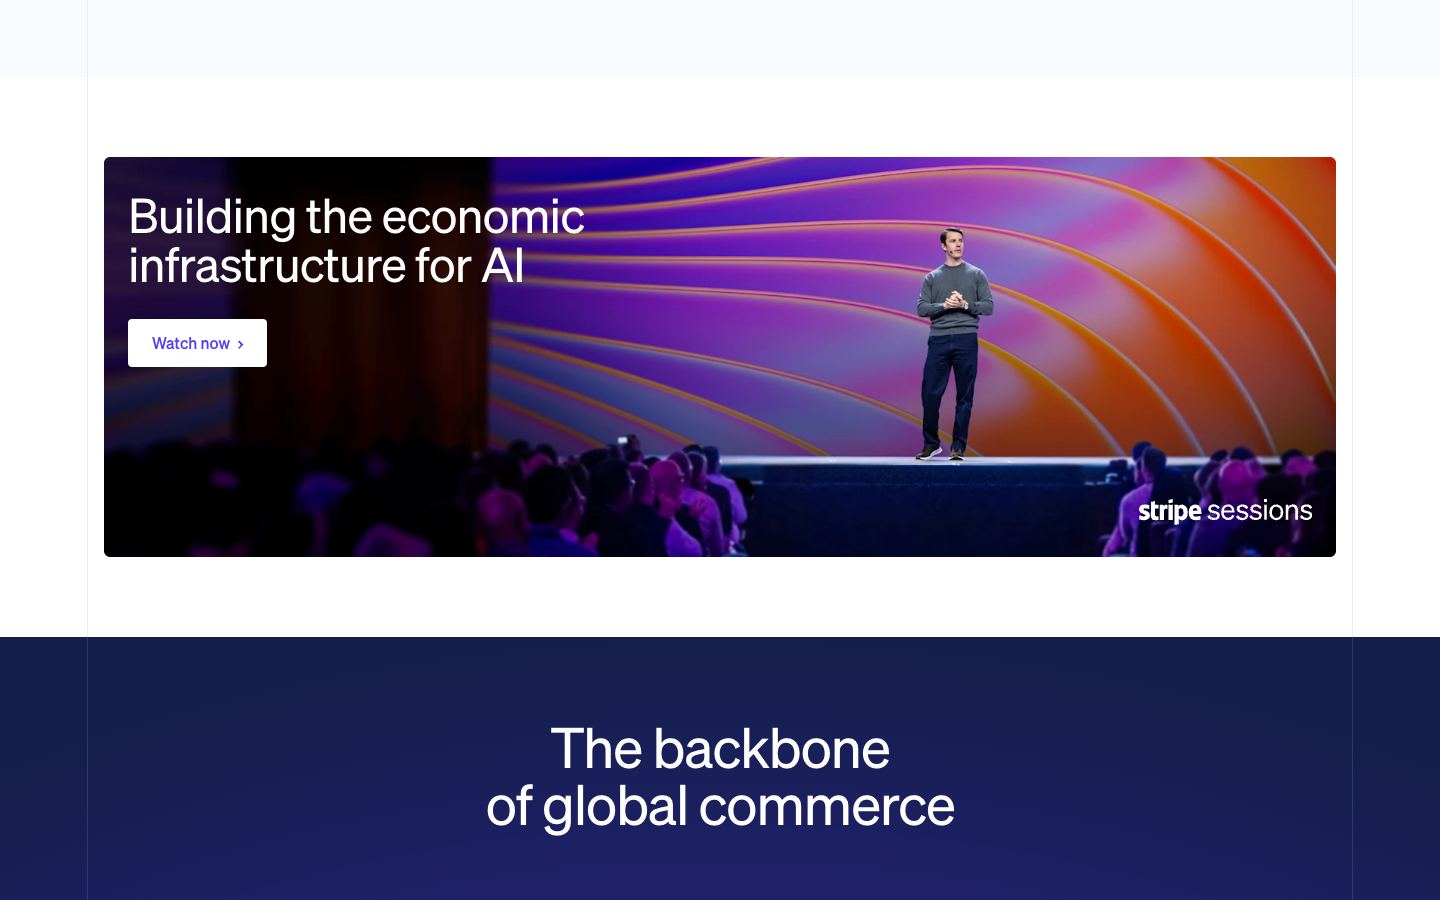 Building the economic
infrastructure for AI
Watch now ›
stripe sessions
The backbone
of global commerce